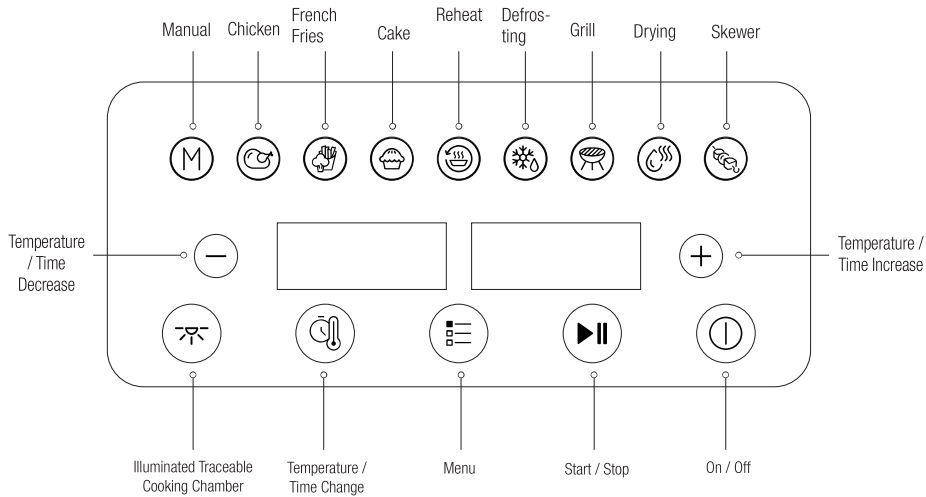 Manual
Chicken
French
Fries
Cake
Reheat
Defros-
ting
Grill
Drying
Skewer
M
Temperature
/ Time
Decrease
Temperature /
Time Increase
Illuminated Traceable
Cooking Chamber
Temperature /
Time Change
Menu
Start / Stop
On / Off